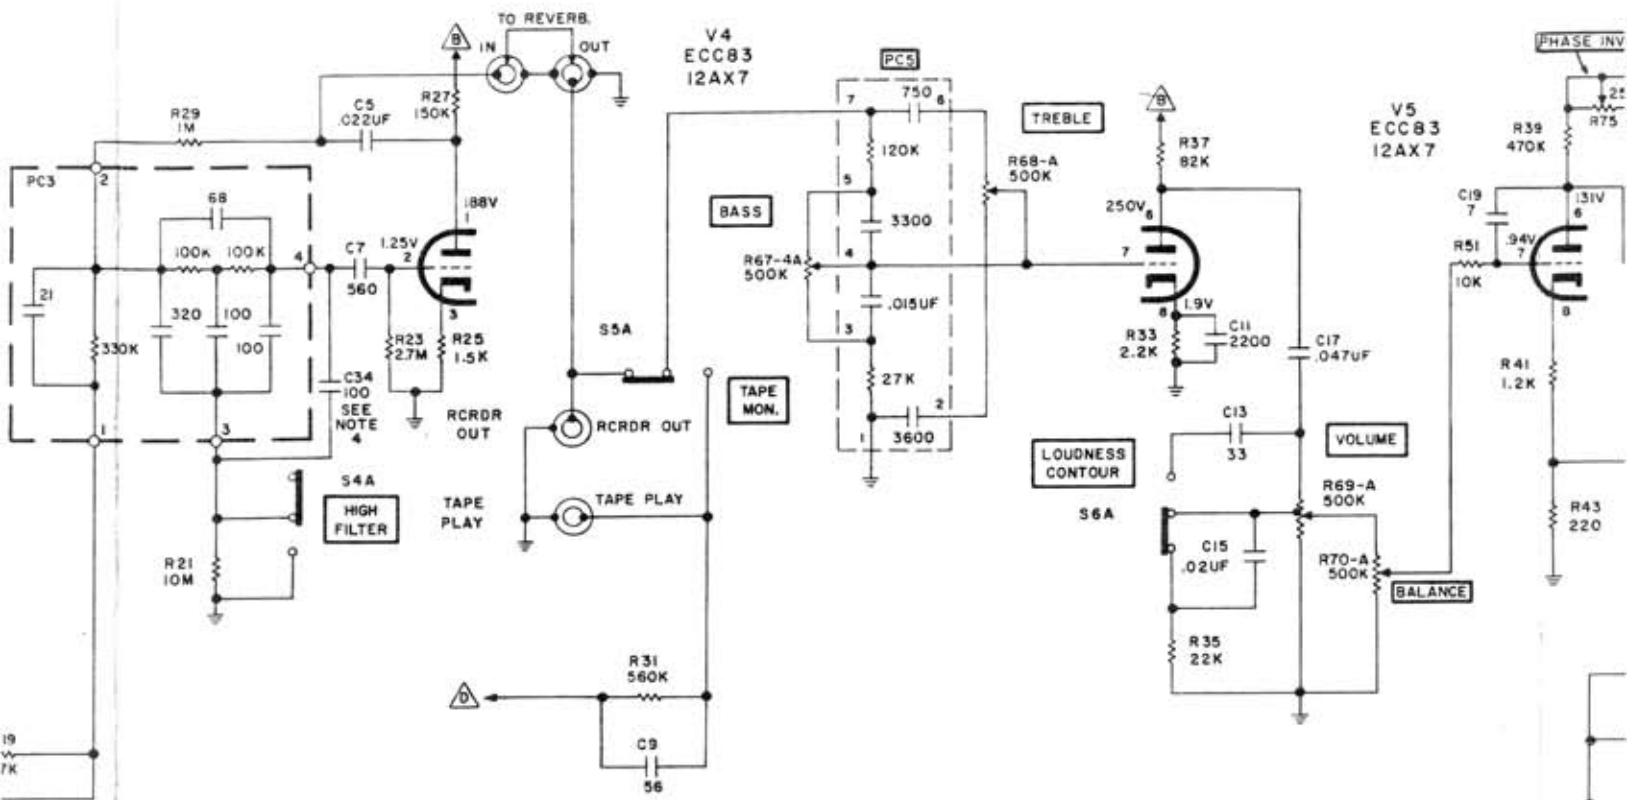 TO REVERB.
IN
OUT
B
R27
150K
C5
.022UF
R29
1M
PC3
2
68
100K
100K
4
C7
560
21
330K
320
100
100
1
3
188V
1
1.25V
2
3
R23
2.7M
R25
1.5K
C34
100
SEE
NOTE
4
S4A
HIGH
FILTER
R21
10M
19
7K
V4
ECC83
12AX7
S5A
TAPE
MON.
RCRDR
OUT
RCRDR OUT
TAPE
PLAY
TAPE PLAY
D
R31
560K
C9
56
PC5
7
750
6
120K
5
3300
BASS
R67-4A
500K
4
.015UF
3
27K
2
3600
1
TREBLE
R68-A
500K
B
R37
82K
250V
6
7
1.9V
8
R33
2.2K
C11
2200
C17
.047UF
C13
33
LOUDNESS
CONTOUR
VOLUME
R69-A
500K
S6A
C15
.02UF
R70-A
500K
BALANCE
R35
22K
V5
ECC83
12AX7
PHASE INV
25
R75
R39
470K
C19
7
131V
6
.94V
7
R51
10K
8
R41
1.2K
R43
220